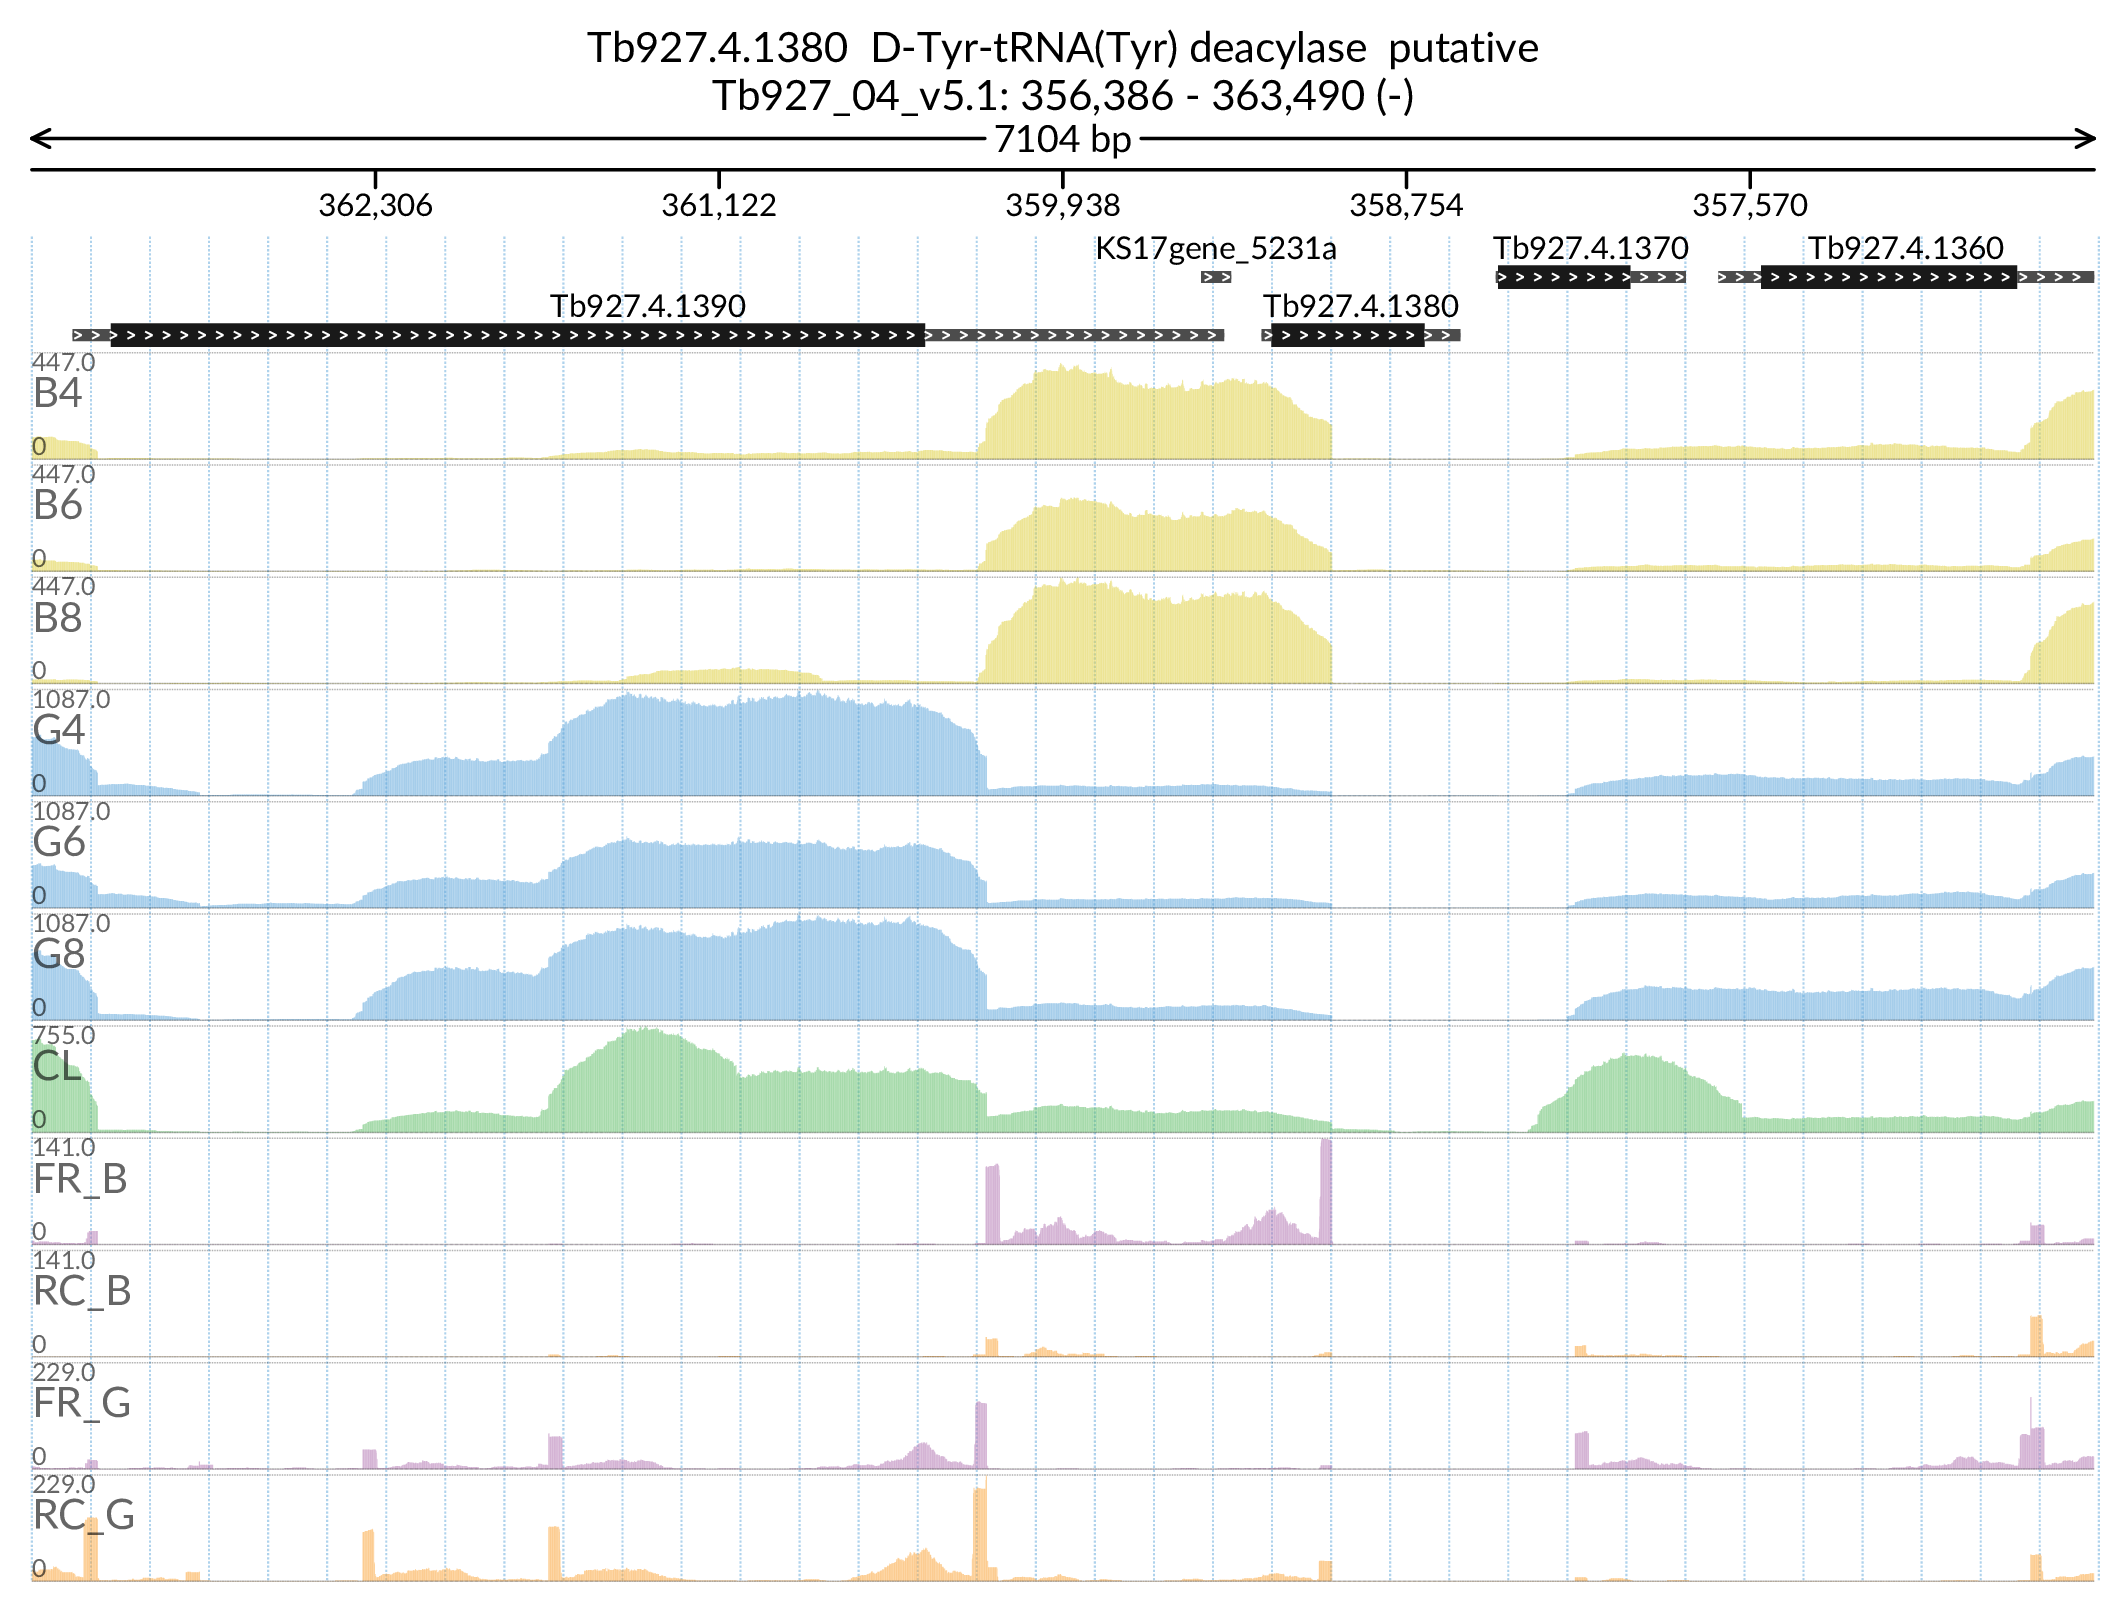 Tb927.4.1380  D-Tyr-tRNA(Tyr) deacylase  putative
Tb927_04_v5.1: 356,386 - 363,490 (-)
7104 bp
362,306 361,122 359,938 358,754 357,570
KS17gene_5231a Tb927.4.1370 Tb927.4.1360
Tb927.4.1390 Tb927.4.1380
447.0
B4
0
447.0
B6
0
447.0
B8
0
1087.0
G4
0
1087.0
G6
0
1087.0
G8
0
755.0
CL
0
141.0
FR_B
0
141.0
RC_B
0
229.0
FR_G
0
229.0
RC_G
0